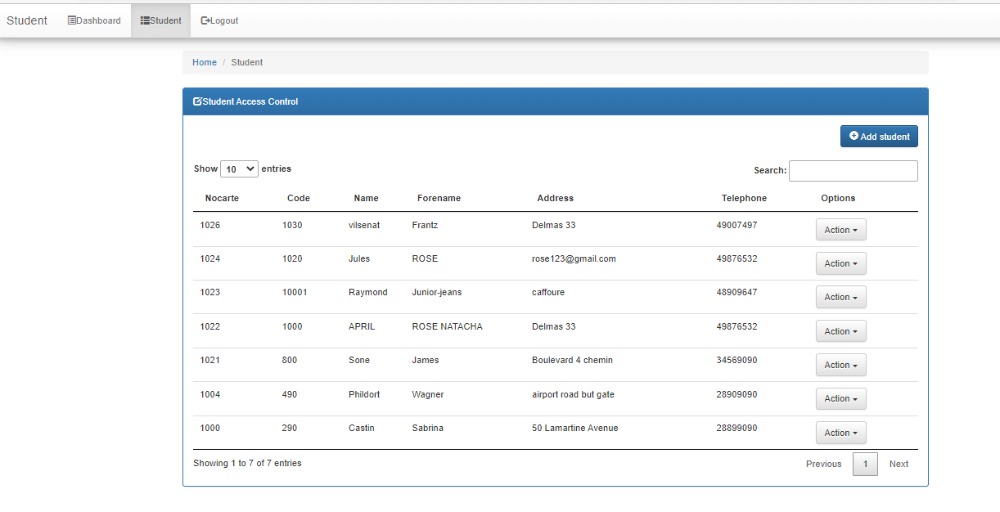 Student Dashboard Student Logout
Home / Student
Student Access Control
Add student
Show 10 entries Search:
Nocarte Code Name Forename Address Telephone Options
1026 1030 vilsenat Frantz Delmas 33 49007497 Action
1024 1020 Jules ROSE rose123@gmail.com 49876532 Action
1023 10001 Raymond Junior-jeans caffoure 48909647 Action
1022 1000 APRIL ROSE NATACHA Delmas 33 49876532 Action
1021 800 Sone James Boulevard 4 chemin 34569090 Action
1004 490 Phildort Wagner airport road but gate 28909090 Action
1000 290 Castin Sabrina 50 Lamartine Avenue 28899090 Action
Showing 1 to 7 of 7 entries Previous 1 Next